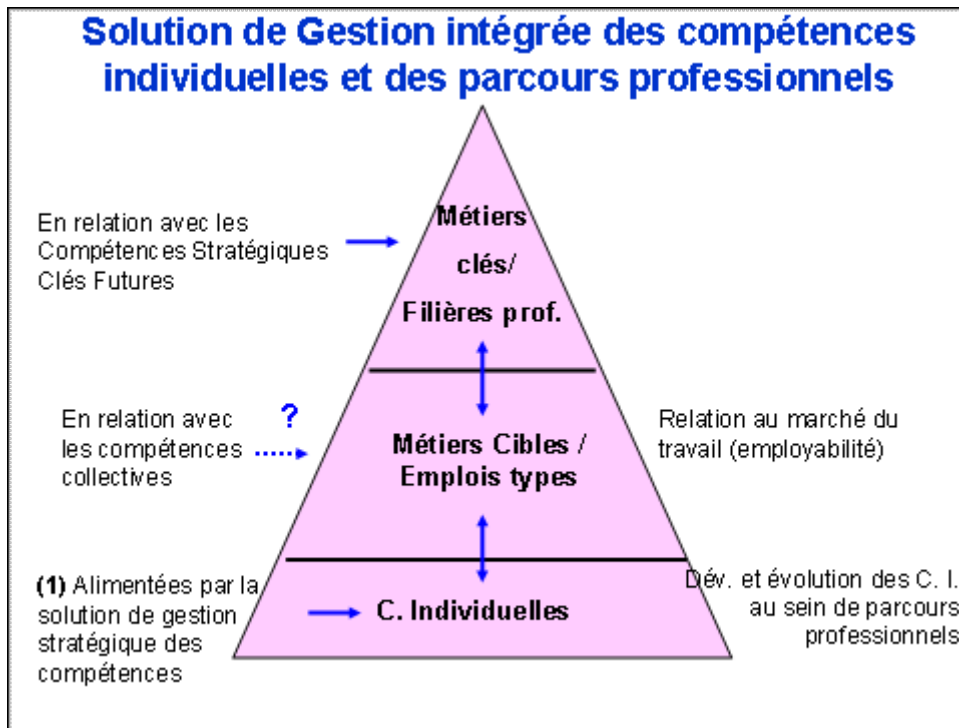 Solution de Gestion intégrée des compétences
individuelles et des parcours professionnels
En relation avec les
Compétences Stratégiques
Clés Futures
Métiers
clés/
Filières prof.
En relation avec
les compétences
collectives
?
Métiers Cibles /
Emplois types
Relation au marché du
travail (employabilité)
(1) Alimentées par la
solution de gestion
stratégique des
compétences
C. Individuelles
Dév. et évolution des C. I.
au sein de parcours
professionnels